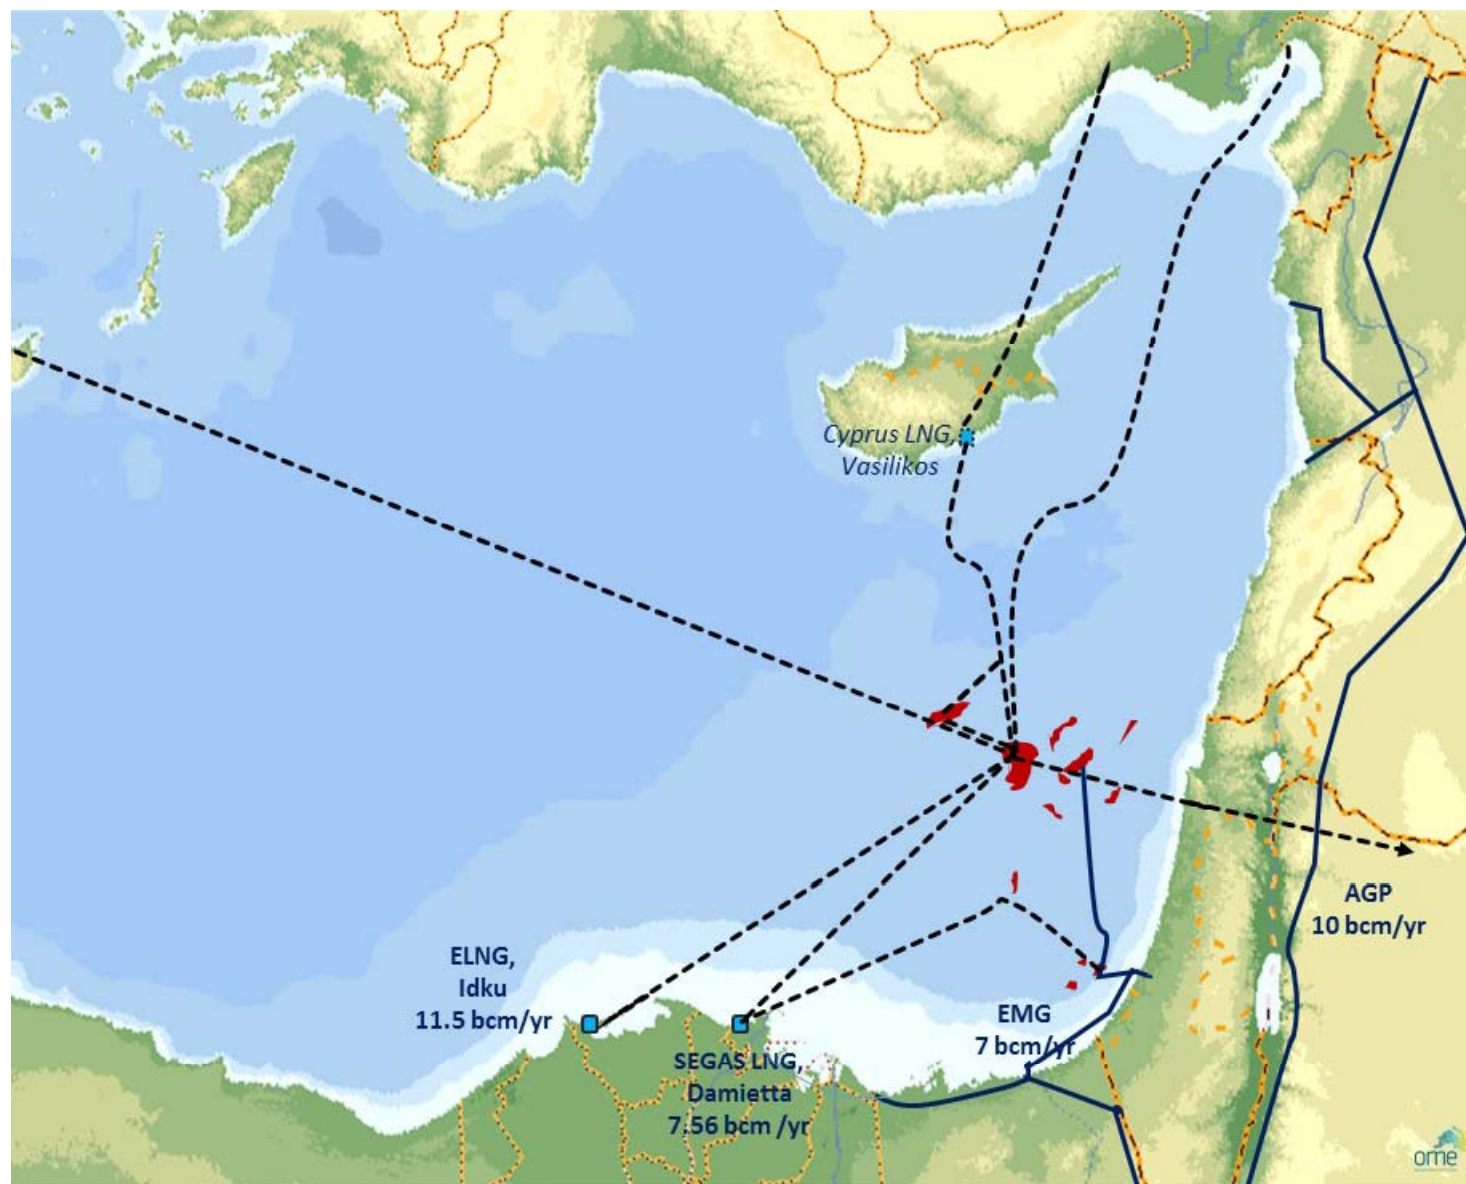 Cyprus LNG,
Vasilikos
AGP
10 bcm/yr
ELNG,
Idku
11.5 bcm/yr
EMG
7 bcm/yr
SEGAS LNG,
Damietta
7.56 bcm /yr
ome